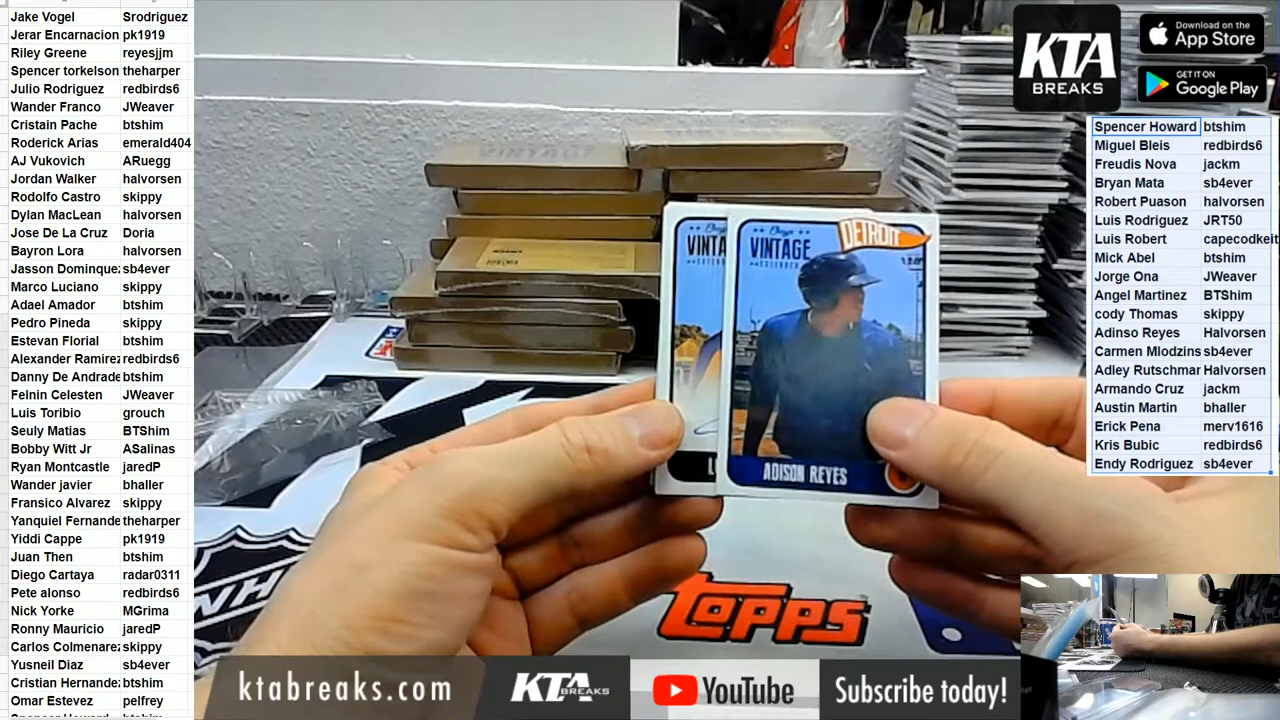 Jake Vogel Srodriguez
Jerar Encarnacion pk1919
Riley Greene reyesjjm
Spencer torkelson theharper
Julio Rodriguez redbirds6
Wander Franco JWeaver
Cristain Pache btshim
Roderick Arias emerald404
AJ Vukovich ARuegg
Jordan Walker halvorsen
Rodolfo Castro skippy
Dylan MacLean halvorsen
Jose De La Cruz Doria
Bayron Lora halvorsen
Jasson Dominque sb4ever
Marco Luciano skippy
Adael Amador btshim
Pedro Pineda skippy
Estevan Florial btshim
Alexander Ramire redbirds6
Danny De Andrade btshim
Felnin Celesten JWeaver
Luis Toribio grouch
Seuly Matias BTShim
Bobby Witt Jr ASalinas
Ryan Montcastle jaredP
Wander javier bhaller
Fransico Alvarez skippy
Yanquiel Fernande theharper
Yiddi Cappe pk1919
Juan Then btshim
Diego Cartaya radar0311
Pete alonso redbirds6
Nick Yorke MGrima
Ronny Mauricio jaredP
Carlos Colmenare skippy
Yusneil Diaz sb4ever
Cristian Hernande btshim
Omar Estevez pelfrey
Spencer Howard btshim
VINTAGE
VINTA
Onyx
VINTAGE
EXTENDED
DETROIT
ADISON REYES
L
NH
TOPPS
KTA
BREAKS
Download on the
App Store
GET IT ON
Google Play
Spencer Howard btshim
Miguel Bleis redbirds6
Freudis Nova jackm
Bryan Mata sb4ever
Robert Puason halvorsen
Luis Rodriguez JRT50
Luis Robert capecodkeit
Mick Abel btshim
Jorge Ona JWeaver
Angel Martinez BTShim
cody Thomas skippy
Adinso Reyes Halvorsen
Carmen Mlodzins sb4ever
Adley Rutschmar Halvorsen
Armando Cruz jackm
Austin Martin bhaller
Erick Pena merv1616
Kris Bubic redbirds6
Endy Rodriguez sb4ever
ktabreaks.com
KTA
BREAKS
YouTube
Subscribe today!